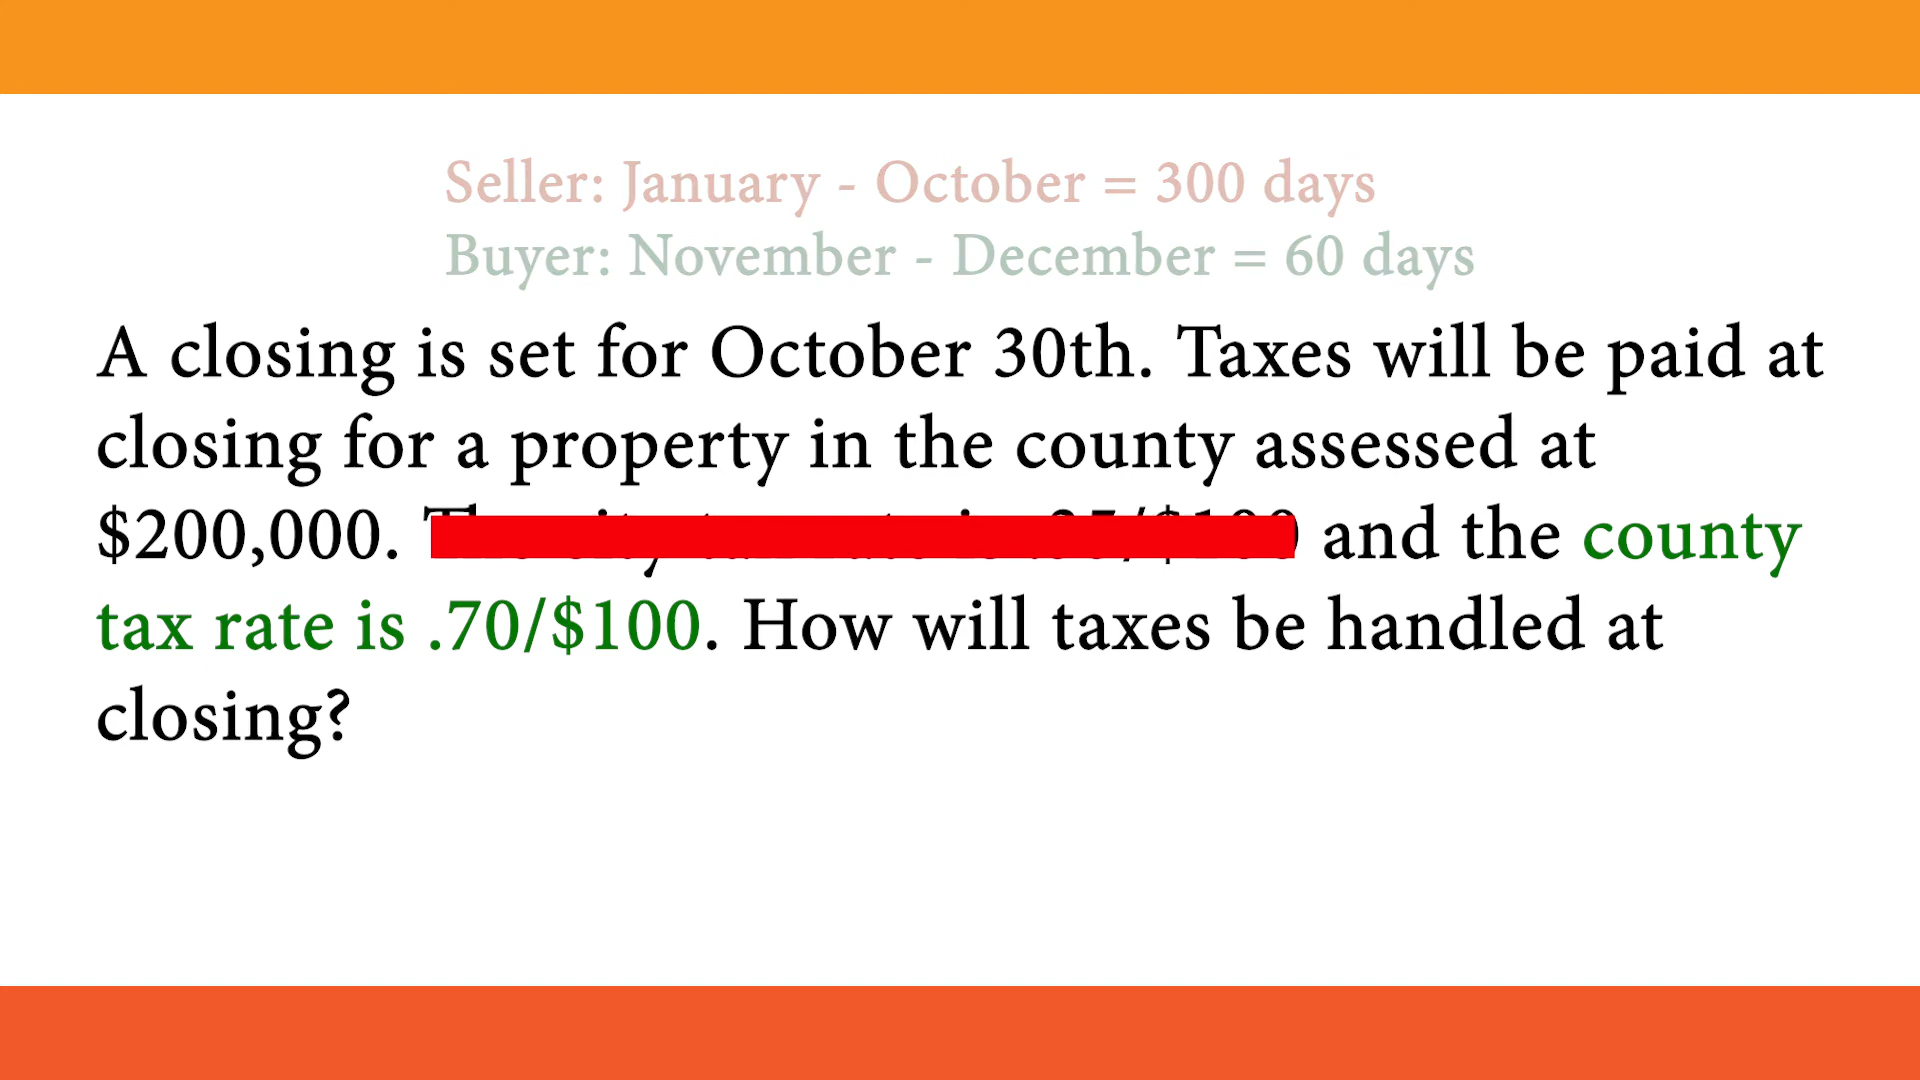 Seller: January - October = 300 days
Buyer: November - December = 60 days
A closing is set for October 30th. Taxes will be paid at
closing for a property in the county assessed at
$200,000. and the county
tax rate is .70/$100. How will taxes be handled at
closing?